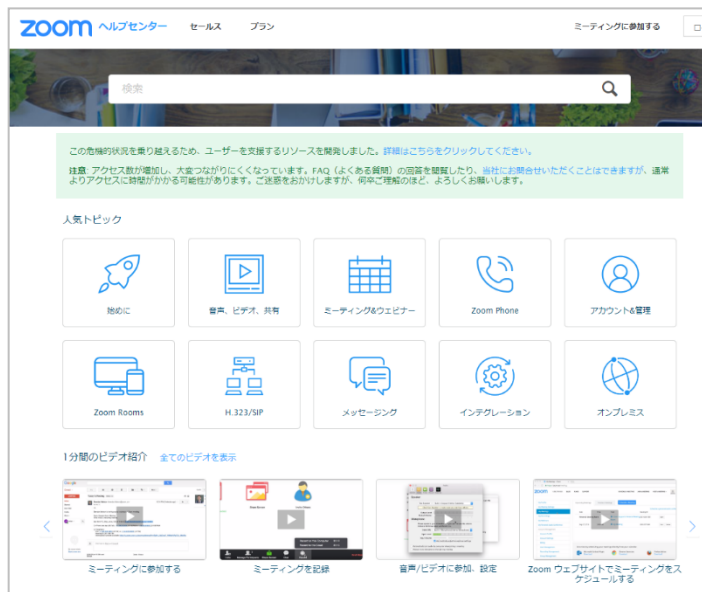 zoom ヘルプセンター セールス プラン ミーティングに参加する
検索
この危機的状況を乗り越えるため、ユーザーを支援するリソースを開発しました。詳細はこちらをクリックしてください。
注意: アクセス数が増加し、大変つながりにくくなっています。FAQ（よくある質問）の回答を閲覧したり、当社にお問合せいただくことはできますが、通常
よりアクセスに時間がかかる可能性があります。ご迷惑をおかけしますが、何卒ご理解のほど、よろしくお願いします。
人気トピック
始めに 音声、ビデオ、共有 ミーティング&ウェビナー Zoom Phone アカウント&管理
Zoom Rooms H.323/SIP メッセージング インテグレーション オンプレミス
1分間のビデオ紹介 全てのビデオを表示
ミーティングに参加する ミーティングを記録 音声/ビデオに参加、設定 Zoom ウェブサイトでミーティングをス
ケジュールする